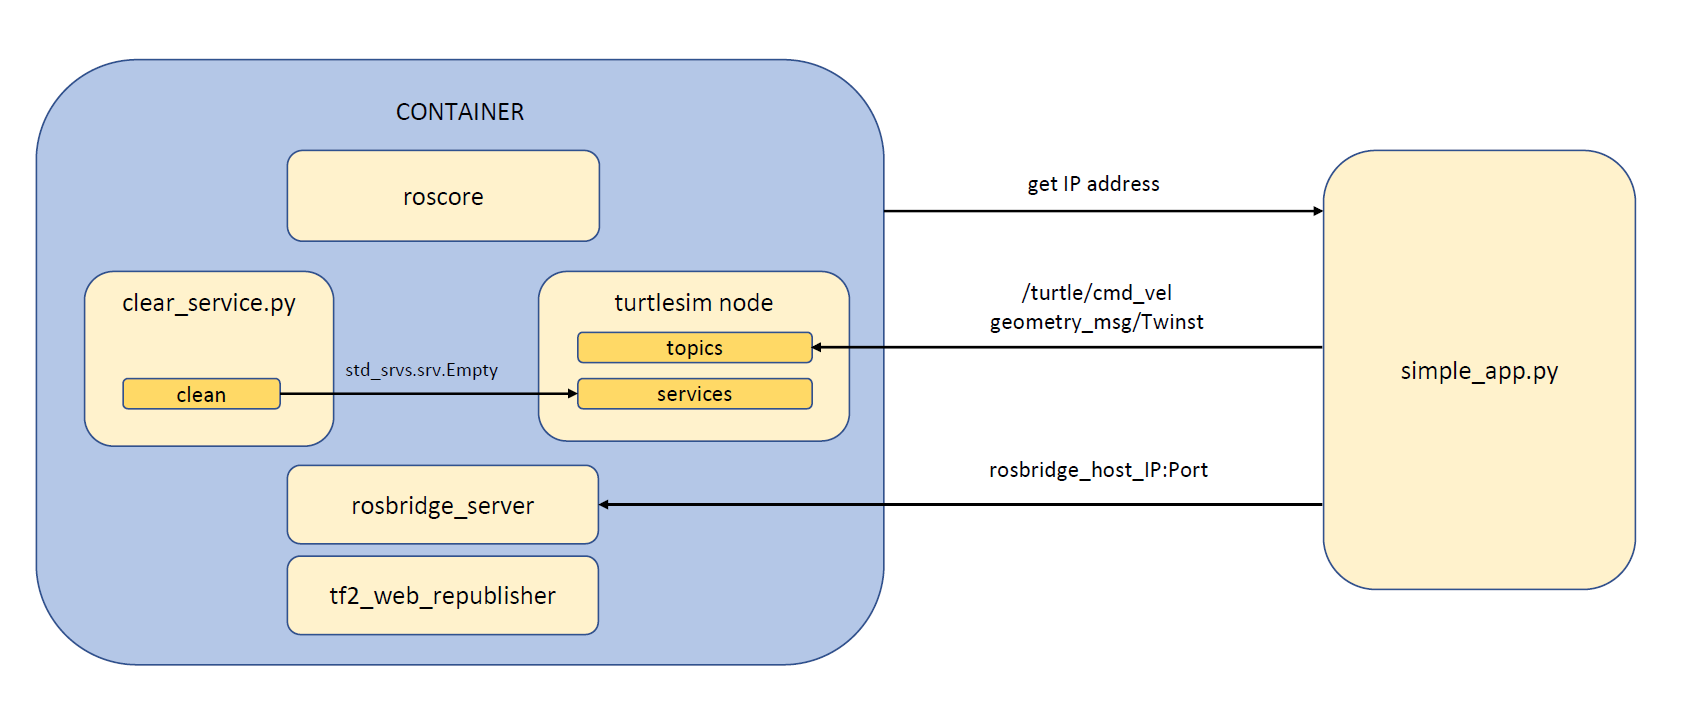 CONTAINER
roscore
get IP address
clear_service.py
turtlesim node
/turtle/cmd_vel
geometry_msg/Twinst
topics
std_srvs.srv.Empty
clean
services
simple_app.py
rosbridge_host_IP:Port
rosbridge_server
tf2_web_republisher